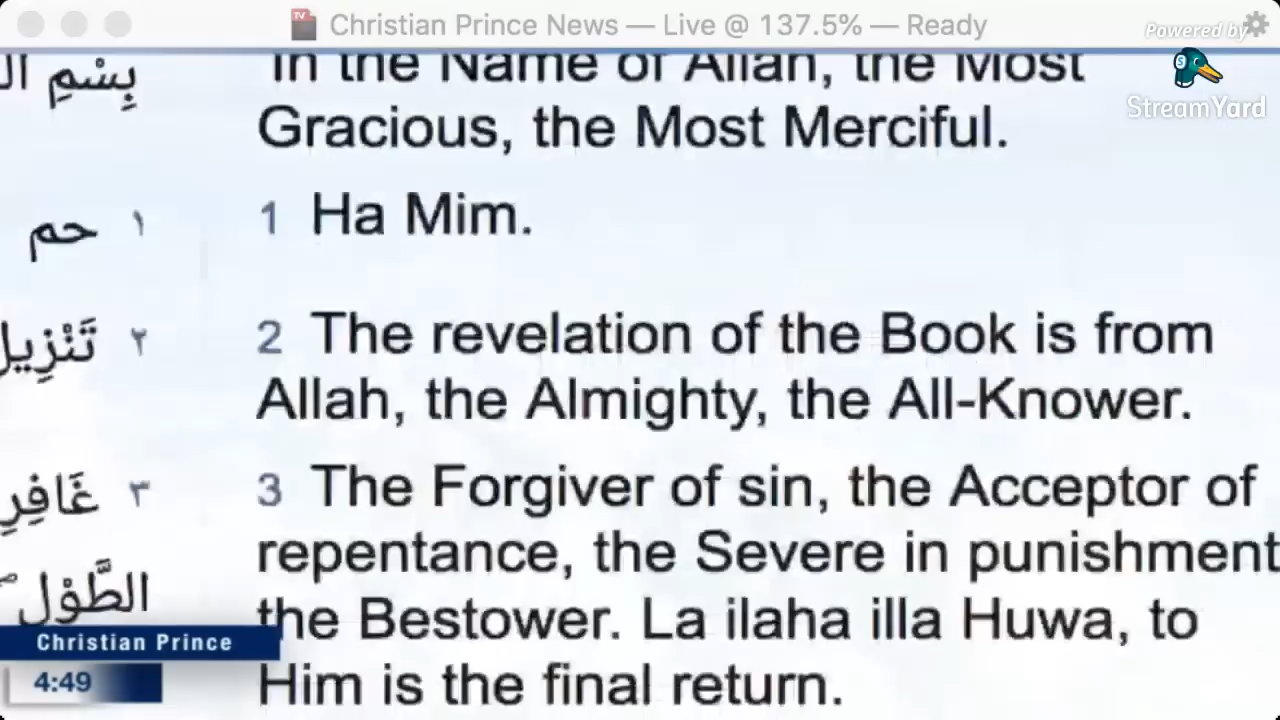 Christian Prince News — Live @ 137.5% — Ready
Powered by
StreamYard
بِسْمِ
In the Name of Allah, the Most
Gracious, the Most Merciful.
١ حم
1 Ha Mim.
٢ تَنْزِيل
2 The revelation of the Book is from
Allah, the Almighty, the All-Knower.
٣ غَافِرِ
3 The Forgiver of sin, the Acceptor of
repentance, the Severe in punishment
الطَّوْلِ
the Bestower. La ilaha illa Huwa, to
Him is the final return.
Christian Prince
4:49